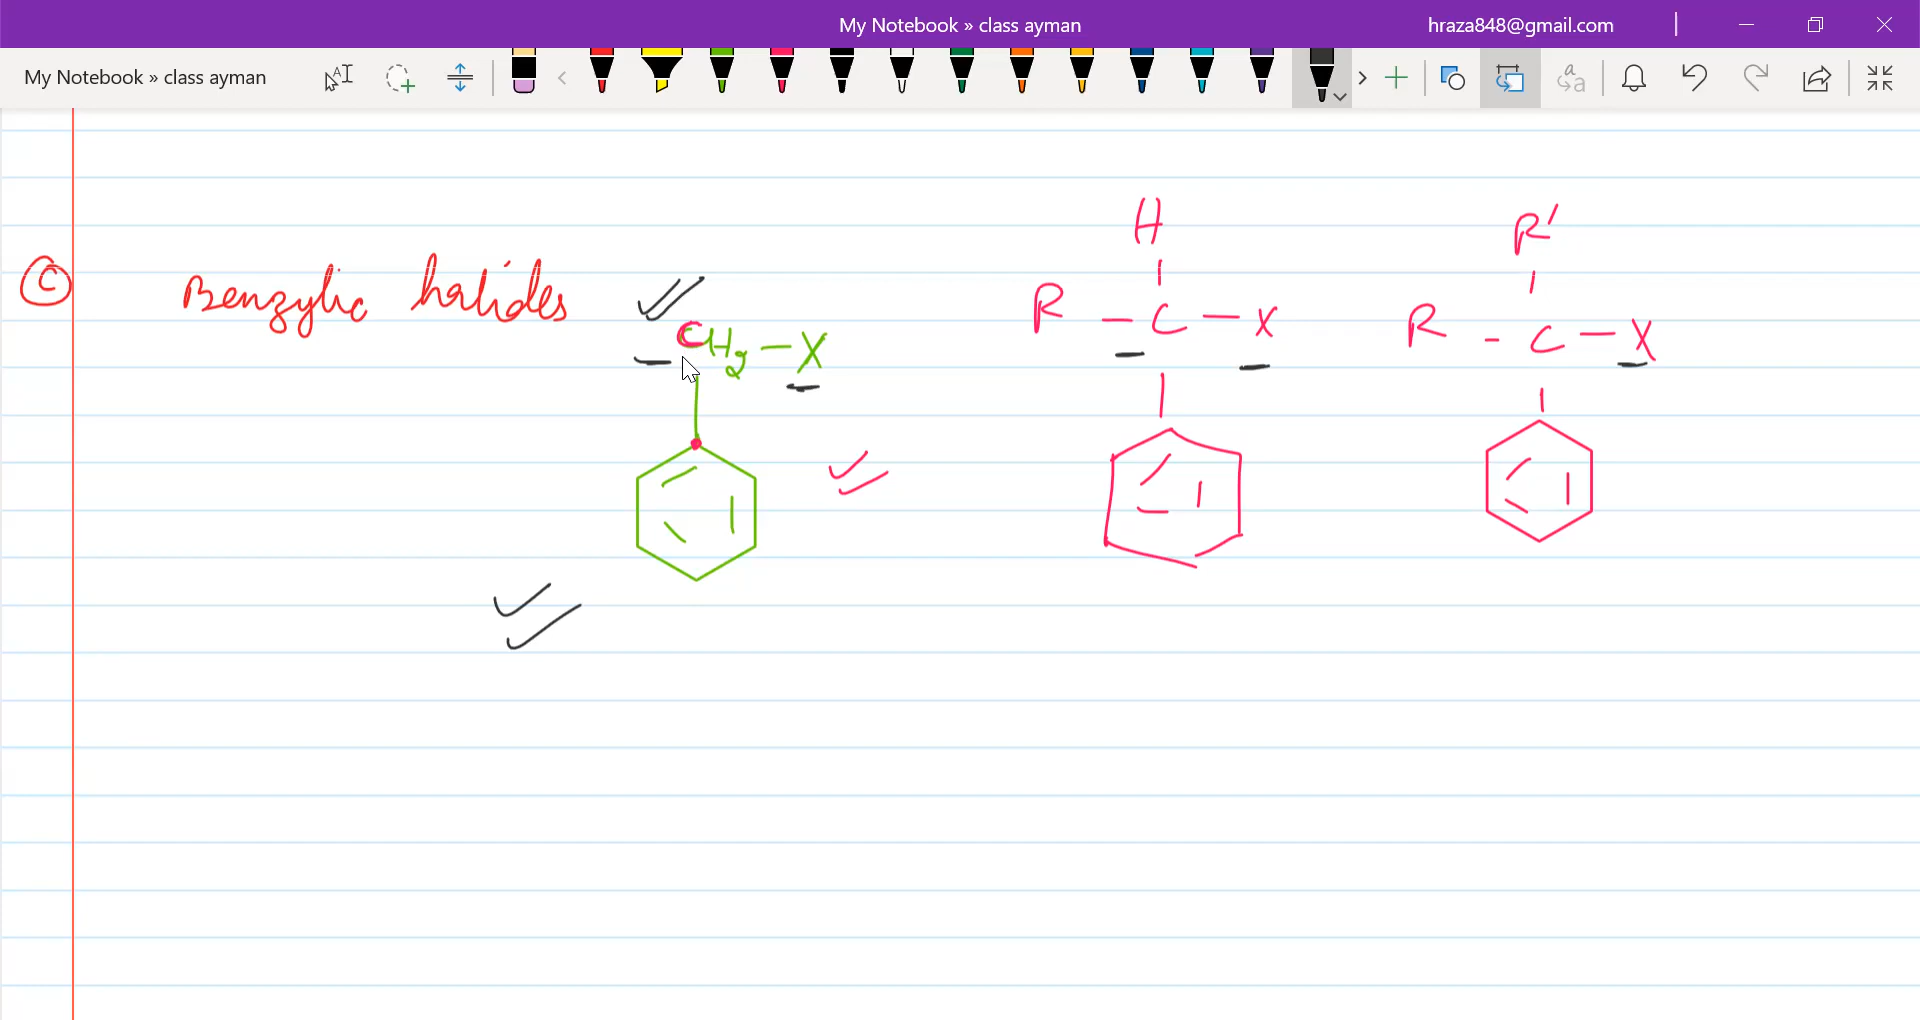 My Notebook » class ayman
hraza848@gmail.com
My Notebook » class ayman
H
R'
C Benzylic halides
CH2 – X
R – C – X
R – C – X